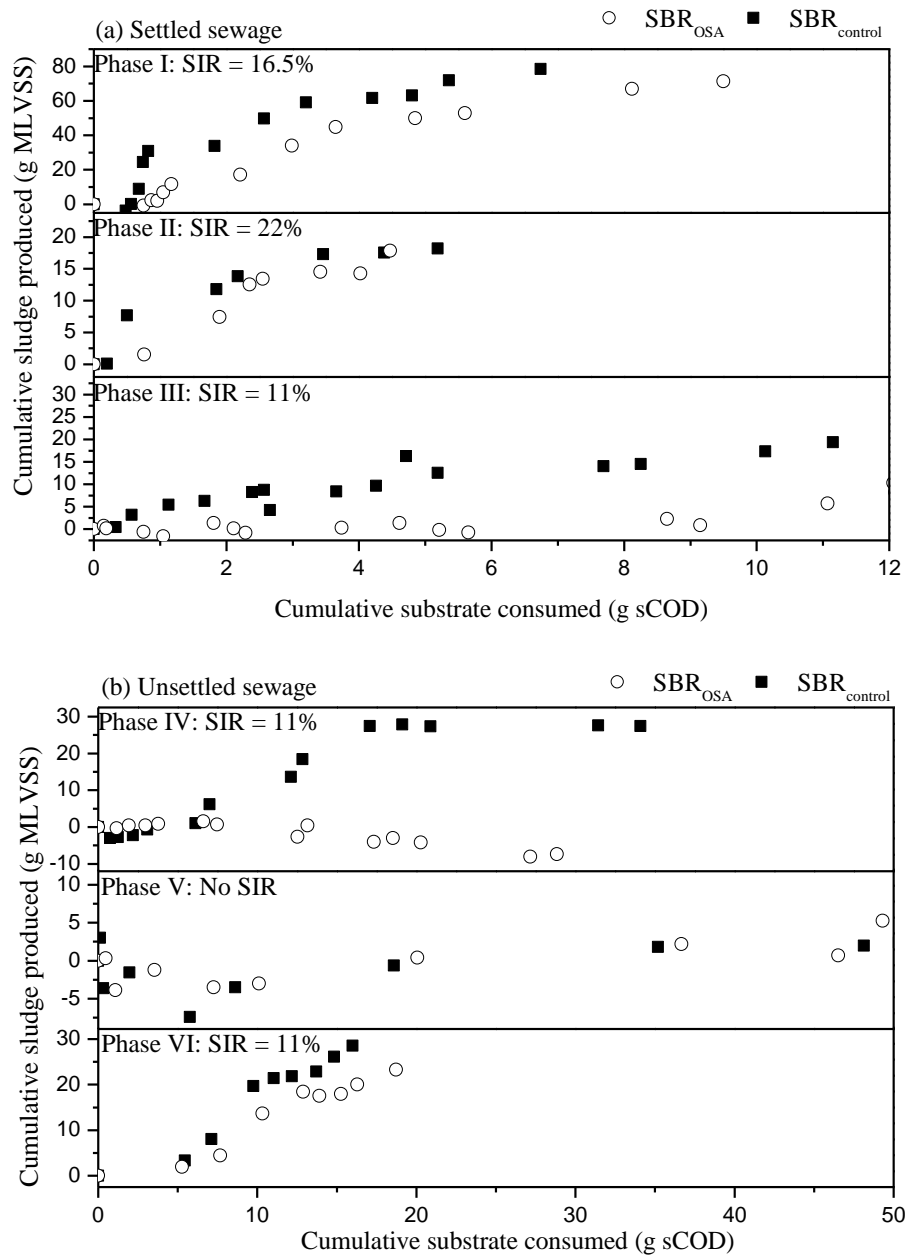 (a) Settled sewage
SBR_OSA SBR_control
Phase I: SIR = 16.5%
80
60
40
20
0
Phase II: SIR = 22%
20
15
10
5
0
Phase III: SIR = 11%
30
25
20
15
10
5
0
Cumulative sludge produced (g MLVSS)
0 2 4 6 8 10 12
Cumulative substrate consumed (g sCOD)
(b) Unsettled sewage
SBR_OSA SBR_control
Phase IV: SIR = 11%
30
20
10
0
-10
Phase V: No SIR
10
5
0
-5
Phase VI: SIR = 11%
30
20
10
0
Cumulative sludge produced (g MLVSS)
0 10 20 30 40 50
Cumulative substrate consumed (g sCOD)